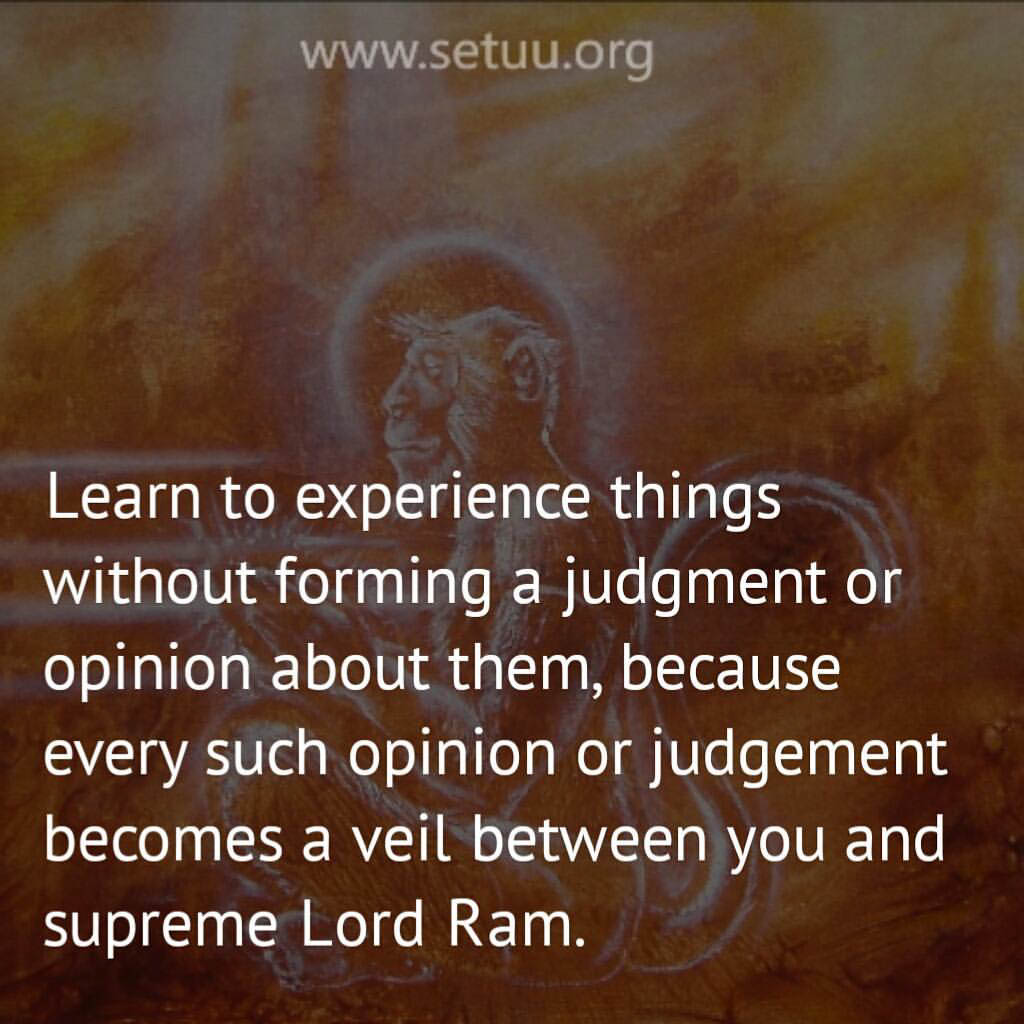 www.setuu.org
Learn to experience things
without forming a judgment or
opinion about them, because
every such opinion or judgement
becomes a veil between you and
supreme Lord Ram.